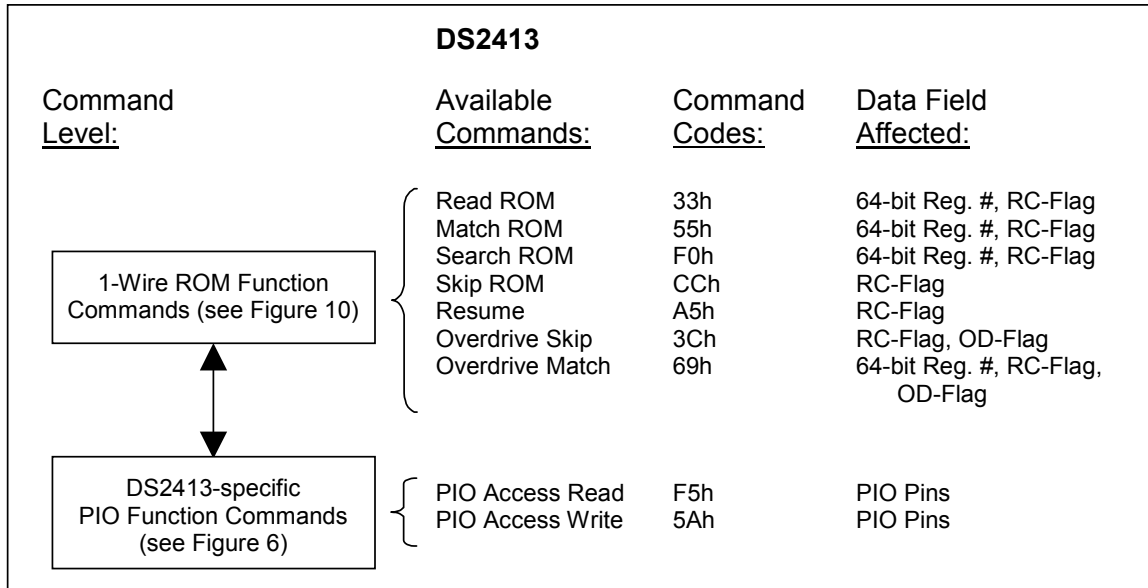 DS2413
Command Available Command Data Field
Level: Commands: Codes: Affected:
Read ROM 33h 64-bit Reg. #, RC-Flag
Match ROM 55h 64-bit Reg. #, RC-Flag
Search ROM F0h 64-bit Reg. #, RC-Flag
Skip ROM CCh RC-Flag
Resume A5h RC-Flag
Overdrive Skip 3Ch RC-Flag, OD-Flag
Overdrive Match 69h 64-bit Reg. #, RC-Flag,
OD-Flag
1-Wire ROM Function
Commands (see Figure 10)
DS2413-specific
PIO Function Commands
(see Figure 6)
PIO Access Read F5h PIO Pins
PIO Access Write 5Ah PIO Pins